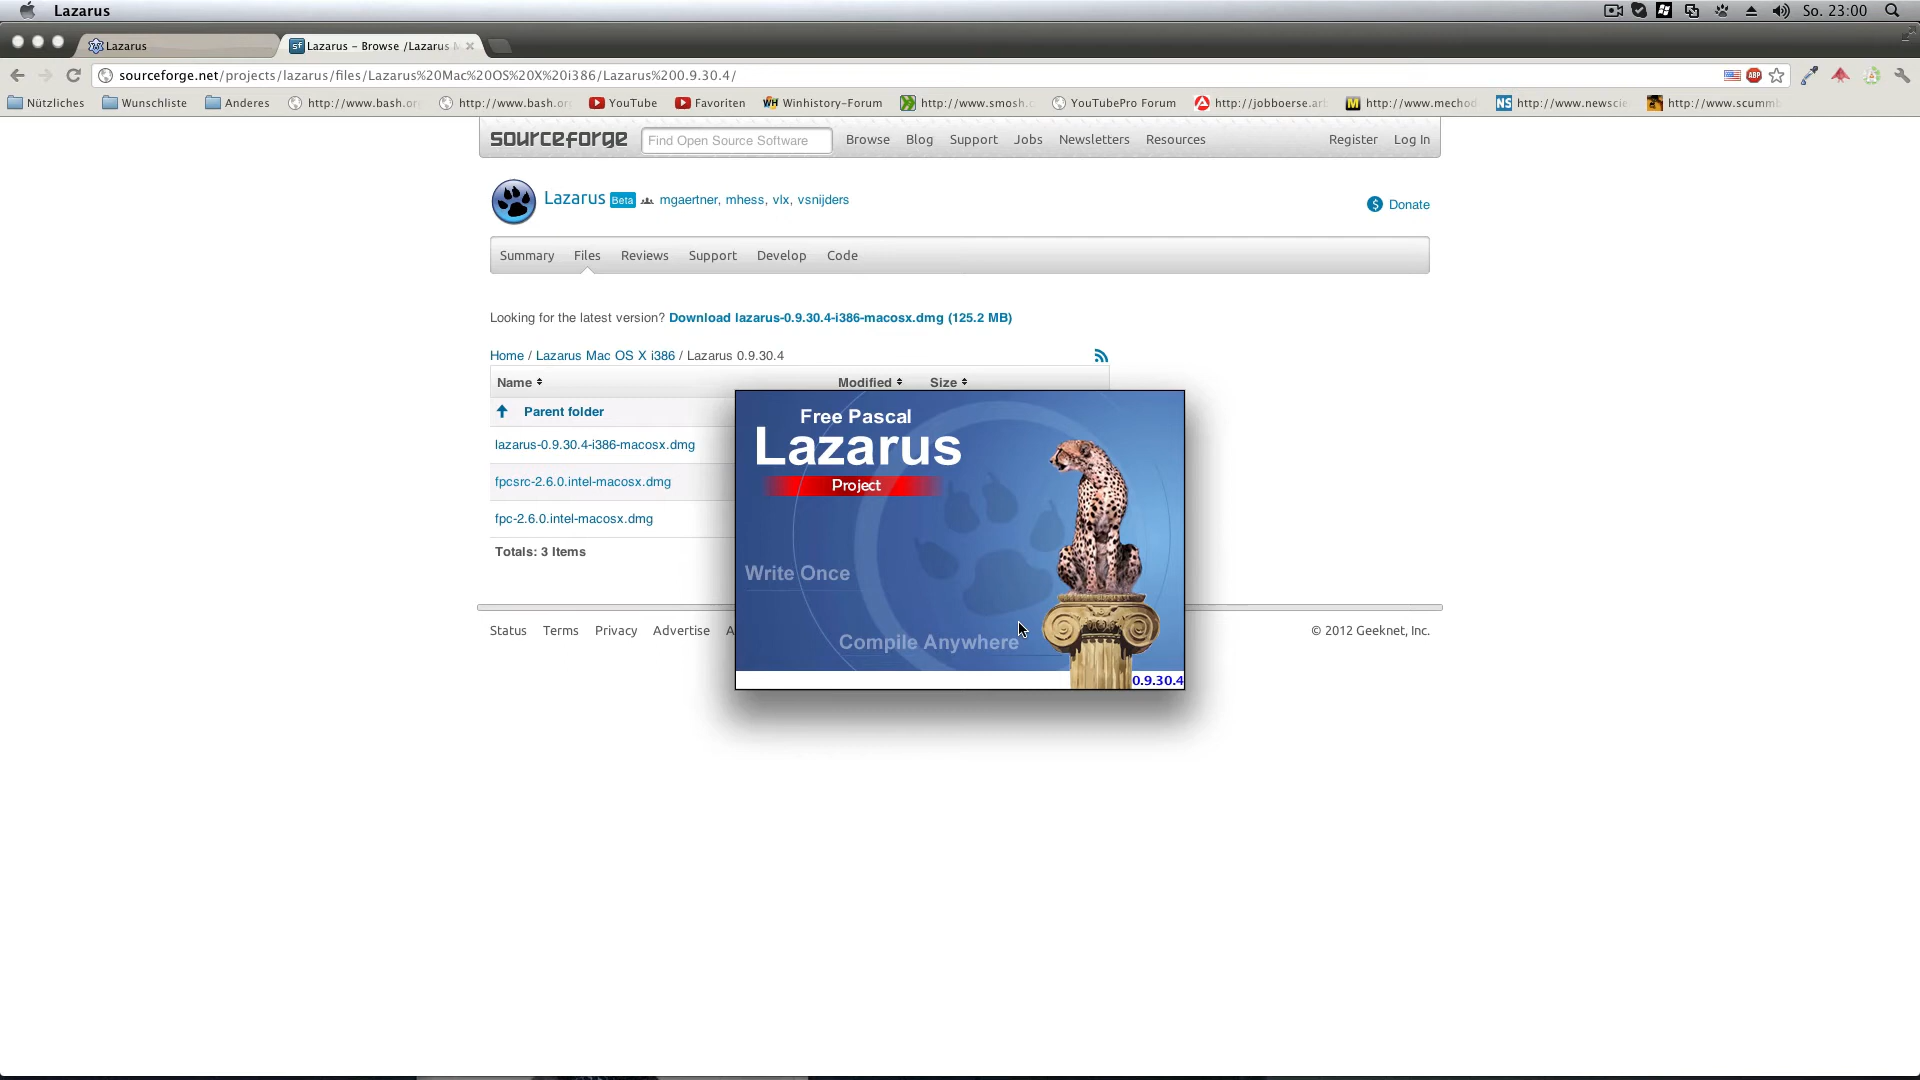 Lazarus
So. 23:00
Lazarus
Lazarus – Browse /Lazarus
sourceforge.net/projects/lazarus/files/Lazarus%20Mac%20OS%20X%20i386/Lazarus%200.9.30.4/
Nützliches Wunschliste Anderes http://www.bash.or http://www.bash.or YouTube Favoriten Winhistory-Forum http://www.smosh. YouTubePro Forum http://jobboerse.ar http://www.mechod http://www.newscie http://www.scumm
sourceforge Find Open Source Software Browse Blog Support Jobs Newsletters Resources Register Log In
Lazarus Beta mgaertner, mhess, vlx, vsnijders
$ Donate
Summary Files Reviews Support Develop Code
Looking for the latest version? Download lazarus-0.9.30.4-i386-macosx.dmg (125.2 MB)
Home / Lazarus Mac OS X i386 / Lazarus 0.9.30.4
Name Modified Size
Parent folder
lazarus-0.9.30.4-i386-macosx.dmg
fpcsrc-2.6.0.intel-macosx.dmg
fpc-2.6.0.intel-macosx.dmg
Totals: 3 Items
Free Pascal
Lazarus
Project
Write Once
Compile Anywhere
0.9.30.4
Status Terms Privacy Advertise A
© 2012 Geeknet, Inc.